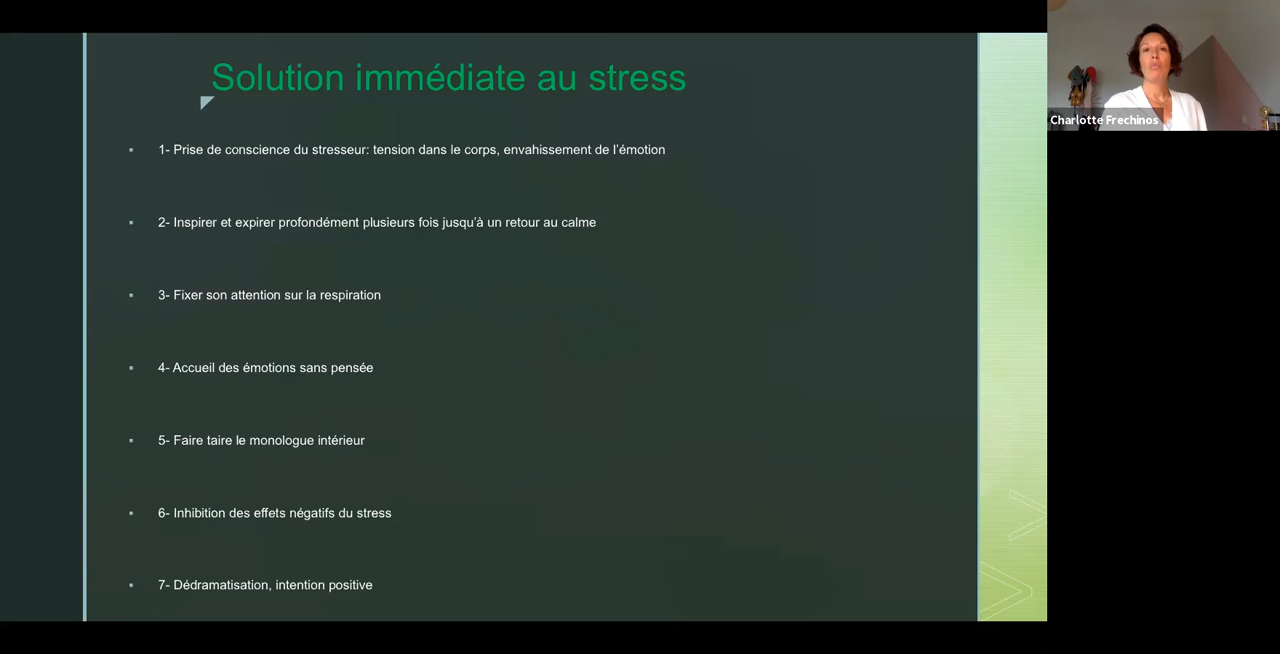 Solution immédiate au stress
1- Prise de conscience du stresseur: tension dans le corps, envahissement de l’émotion
2- Inspirer et expirer profondément plusieurs fois jusqu’à un retour au calme
3- Fixer son attention sur la respiration
4- Accueil des émotions sans pensée
5- Faire taire le monologue intérieur
6- Inhibition des effets négatifs du stress
7- Dédramatisation, intention positive
Charlotte Frechinos